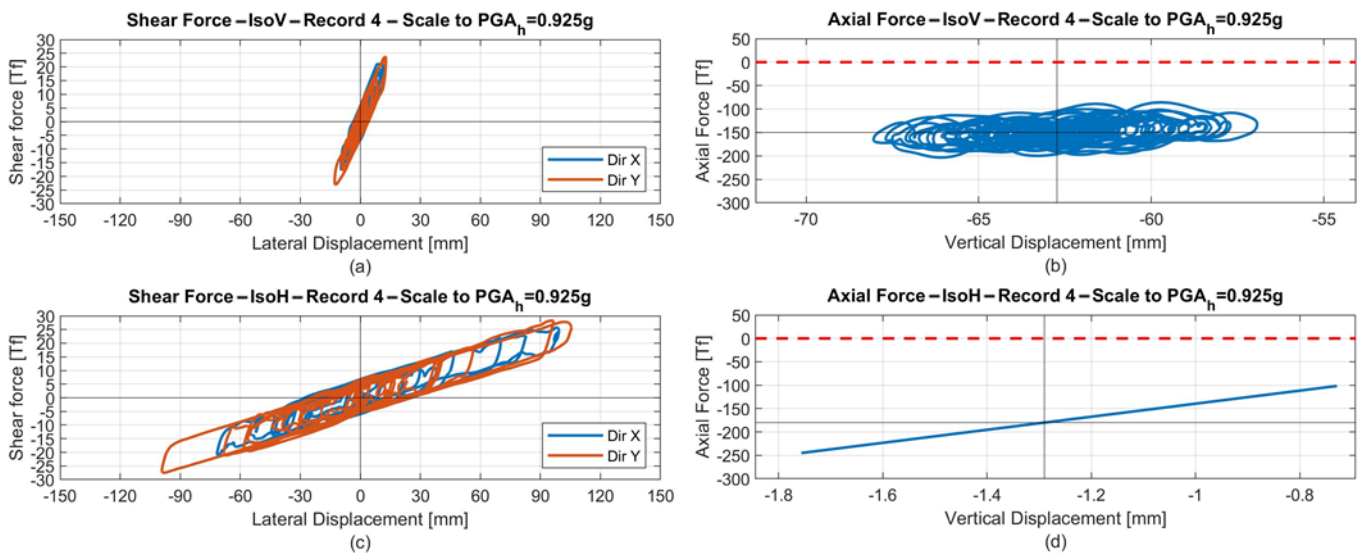 Shear Force–IsoV–Record 4–Scale to PGAh=0.925g
Shear force [Tf]
30
25
20
15
10
5
0
-5
-10
-15
-20
-25
-30
Dir X
Dir Y
-150 -120 -90 -60 -30 0 30 60 90 120 150
Lateral Displacement [mm]
(a)
Axial Force–IsoV–Record 4–Scale to PGAh=0.925g
Axial Force [Tf]
50
0
-50
-100
-150
-200
-250
-300
-70 -65 -60 -55
Vertical Displacement [mm]
(b)
Shear Force–IsoH–Record 4–Scale to PGAh=0.925g
Shear force [Tf]
30
25
20
15
10
5
0
-5
-10
-15
-20
-25
-30
Dir X
Dir Y
-150 -120 -90 -60 -30 0 30 60 90 120 150
Lateral Displacement [mm]
(c)
Axial Force–IsoH–Record 4–Scale to PGAh=0.925g
Axial Force [Tf]
50
0
-50
-100
-150
-200
-250
-300
-1.8 -1.6 -1.4 -1.2 -1 -0.8
Vertical Displacement [mm]
(d)